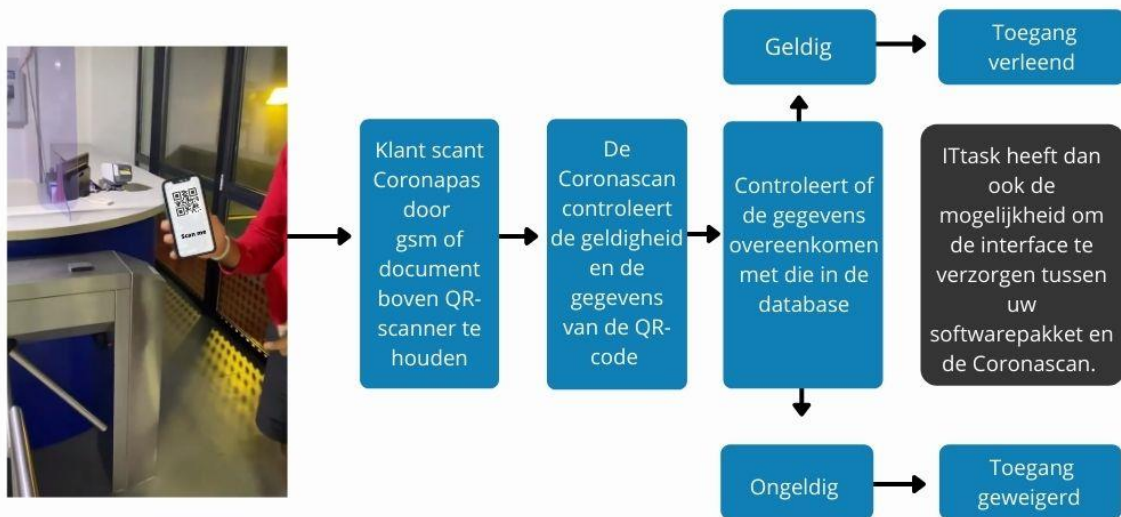 Scan me
Klant scant
Coronapas
door
gsm of
document
boven QR-
scanner te
houden
De
Coronascan
controleert
de geldigheid
en de
gegevens
van de QR-
code
Controleert of
de gegevens
overeenkomen
met die in de
database
Geldig
Toegang
verleend
ITtask heeft dan
ook de
mogelijkheid om
de interface te
verzorgen tussen
uw
softwarepakket en
de Coronascan.
Ongeldig
Toegang
geweigerd